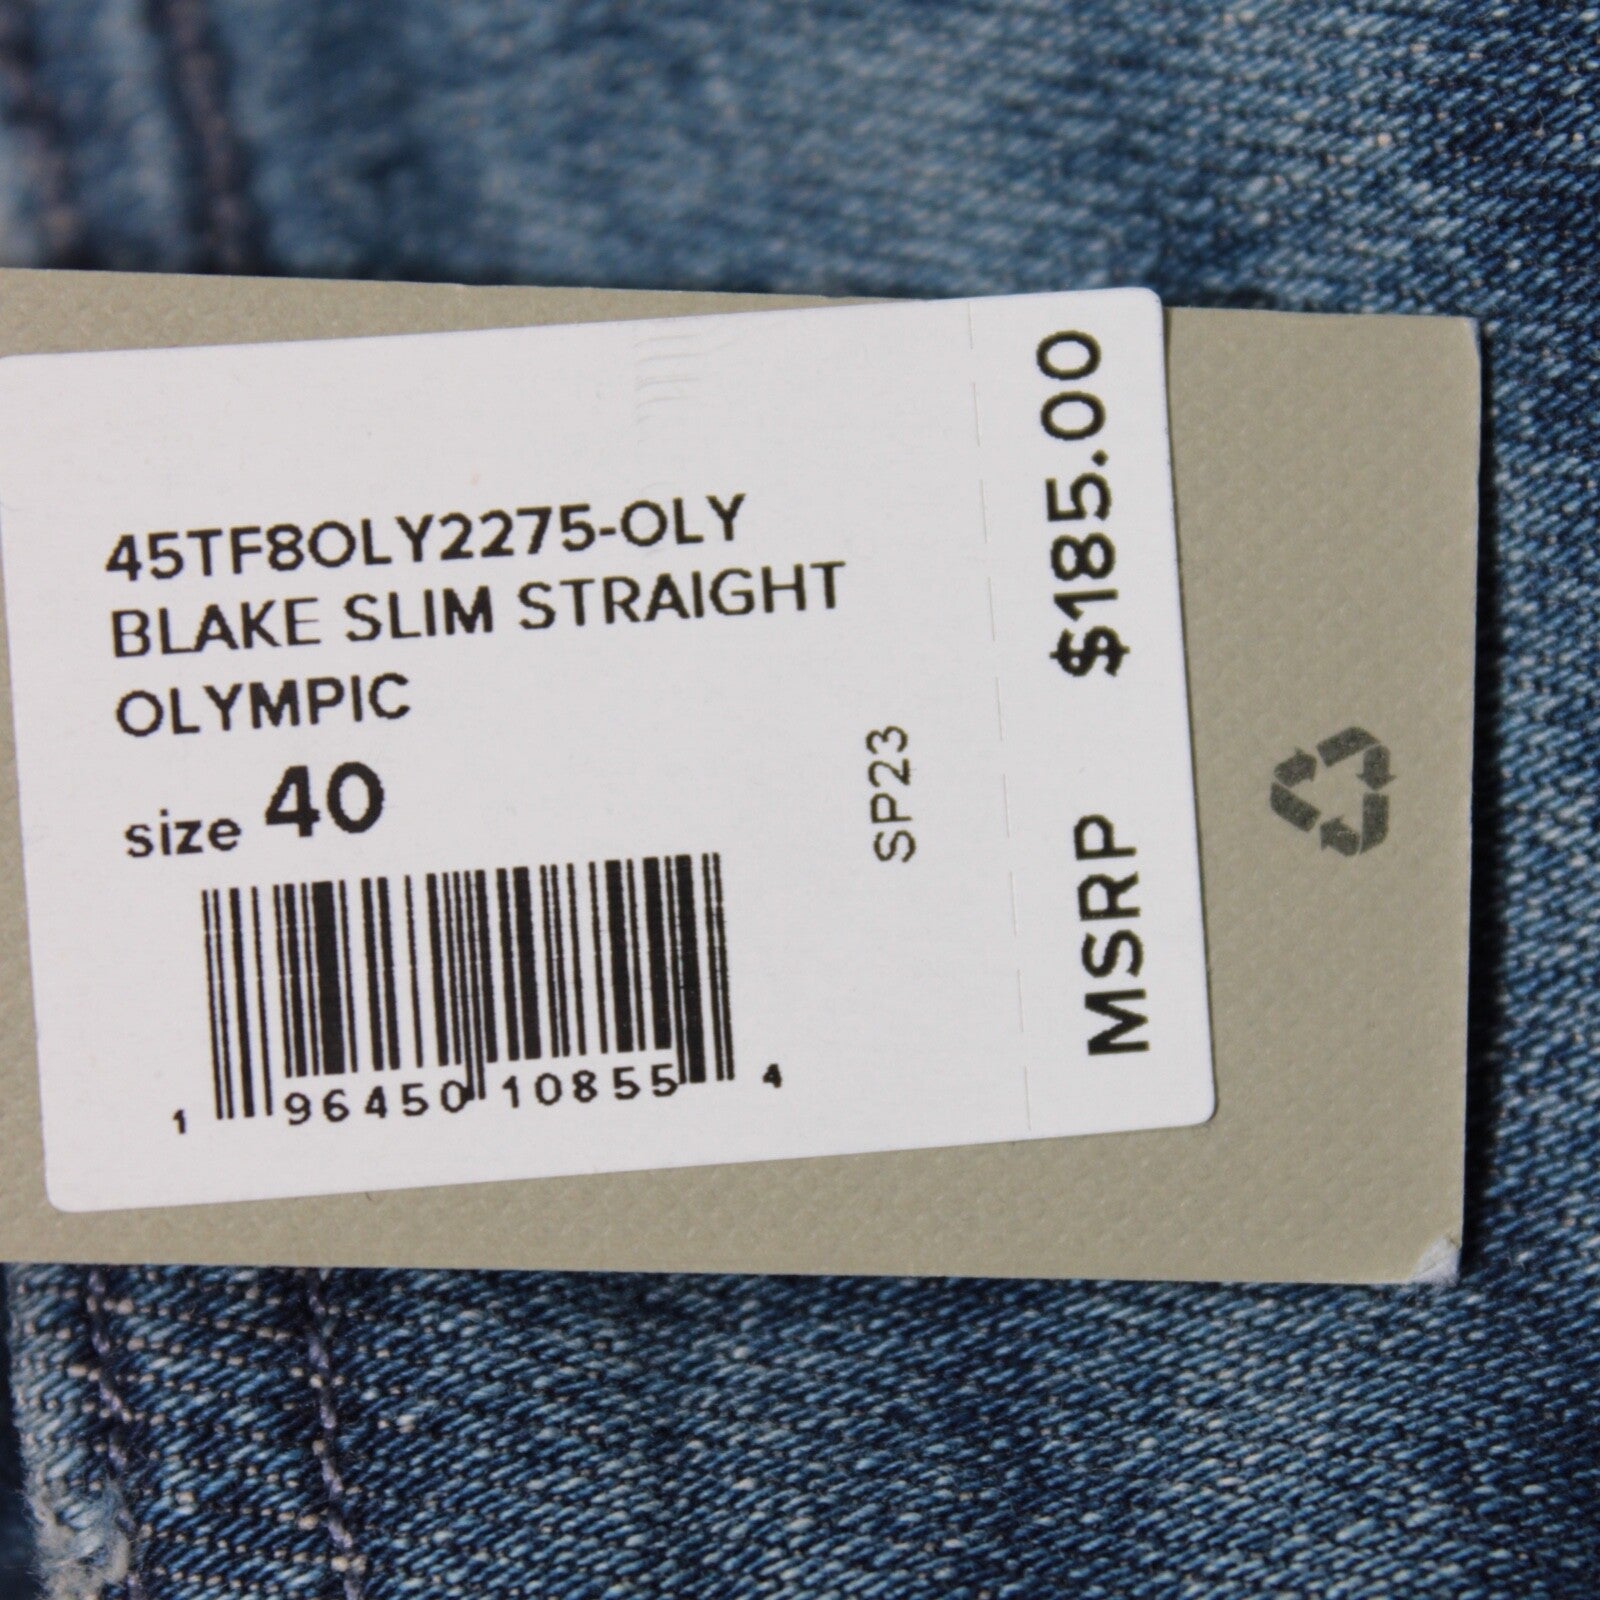 45TF8OLY2275-OLY
BLAKE SLIM STRAIGHT
OLYMPIC
size 40
1 96450 10855 4
SP23
MSRP $185.00